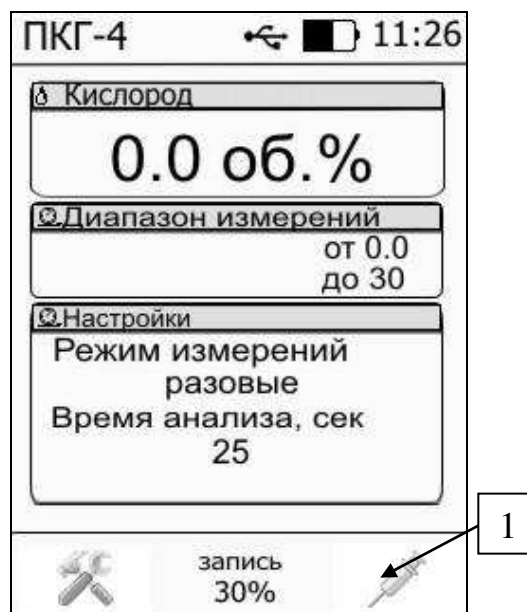 ПКГ-4 11:26
Кислород
0.0 об.%
Диапазон измерений
от 0.0
до 30
Настройки
Режим измерений
разовые
Время анализа, сек
25
1
запись
30%